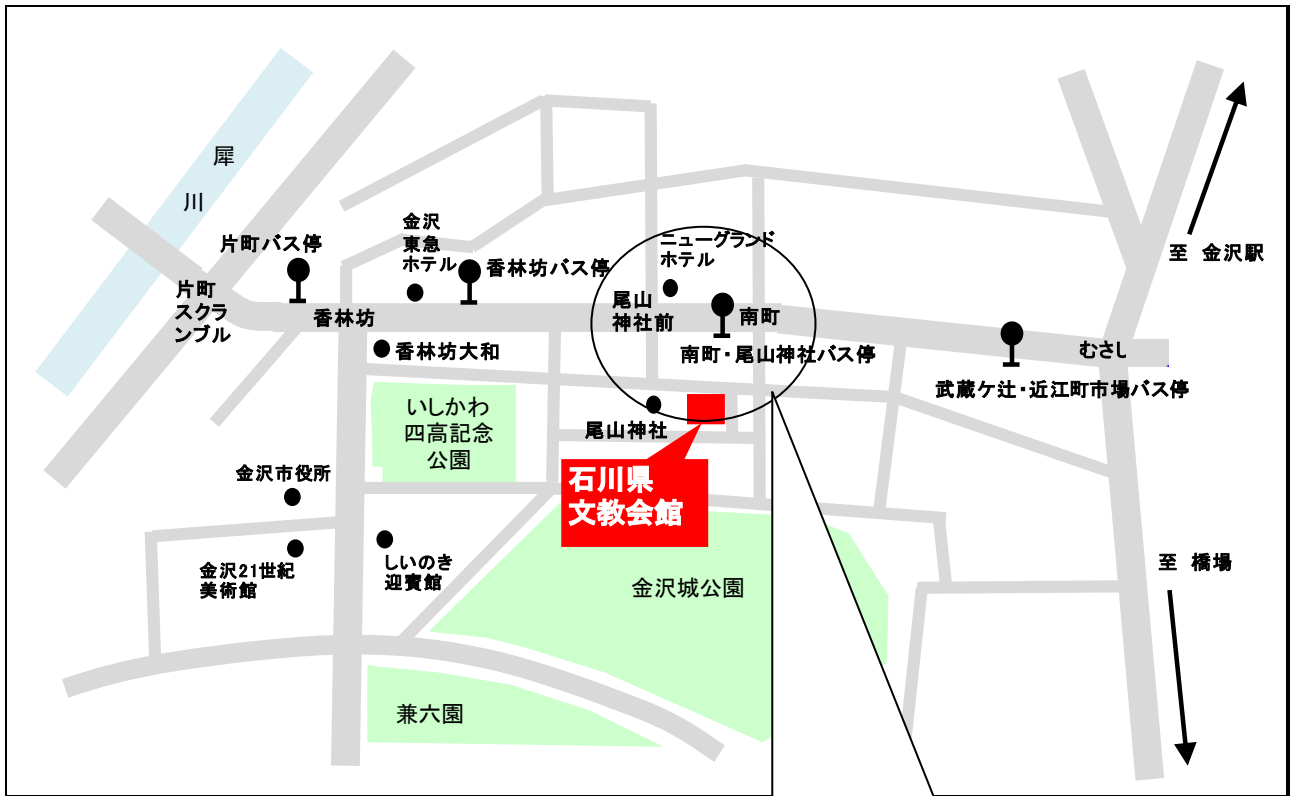 犀
川
片町バス停
片町
スクラ
ンブル
香林坊
金沢
東急
ホテル
香林坊バス停
香林坊大和
ニューグランド
ホテル
尾山
神社前
南町
南町・尾山神社バス停
至 金沢駅
むさし
武蔵ケ辻・近江町市場バス停
いしかわ
四高記念
公園
尾山神社
石川県
文教会館
金沢市役所
金沢21世紀
美術館
しいのき
迎賓館
金沢城公園
兼六園
至 橋場